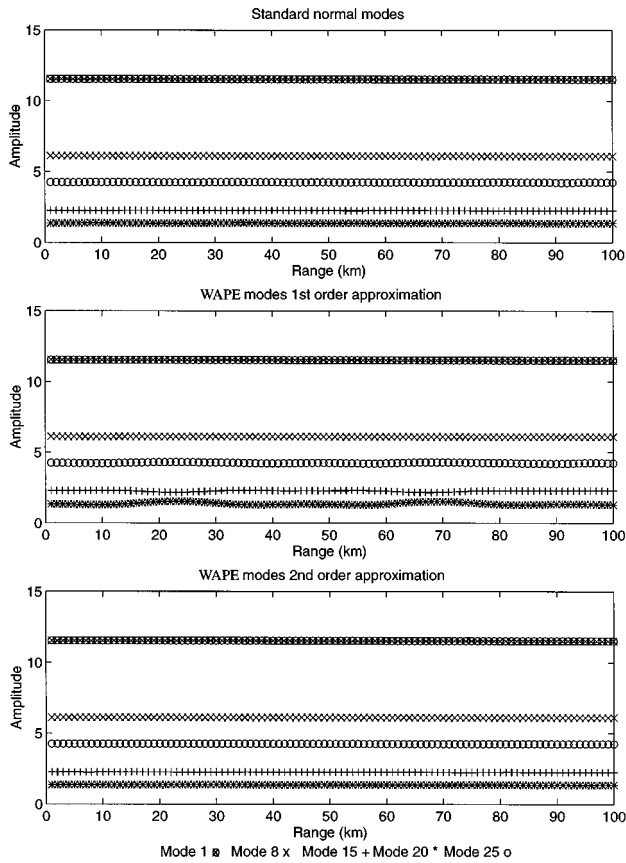 Standard normal modes
15
10
5
0
Amplitude
0 10 20 30 40 50 60 70 80 90 100
Range (km)
WAPE modes 1st order approximation
15
10
5
0
Amplitude
0 10 20 30 40 50 60 70 80 90 100
Range (km)
WAPE modes 2nd order approximation
15
10
5
0
Amplitude
0 10 20 30 40 50 60 70 80 90 100
Range (km)
Mode 1 Mode 8 x Mode 15 + Mode 20 * Mode 25 o